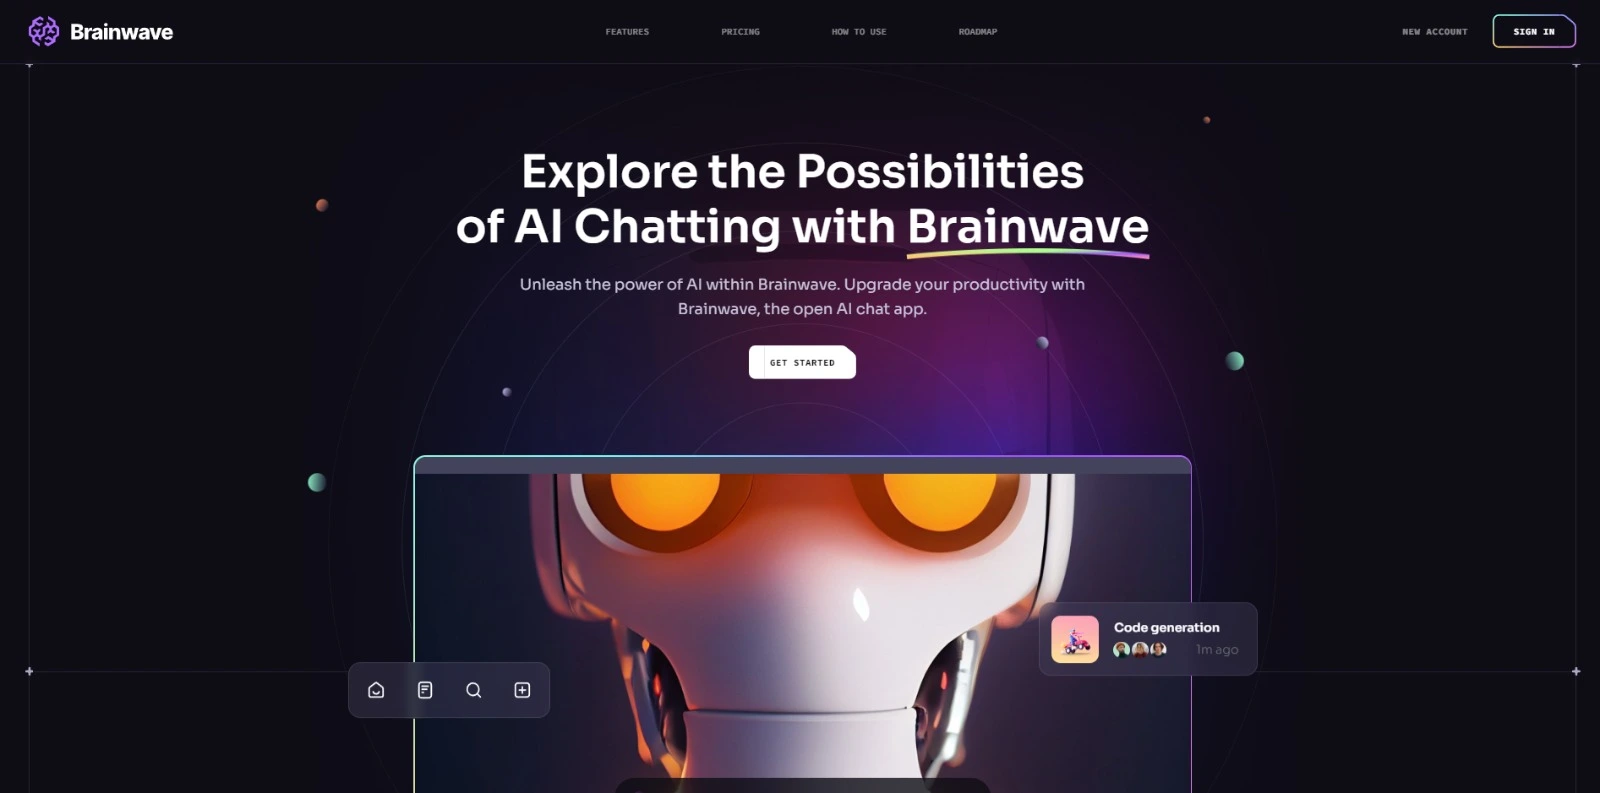 Brainwave
FEATURES
PRICING
HOW TO USE
ROADMAP
NEW ACCOUNT
SIGN IN
Explore the Possibilities
of AI Chatting with Brainwave
Unleash the power of AI within Brainwave. Upgrade your productivity with
Brainwave, the open AI chat app.
GET STARTED
Code generation
1m ago